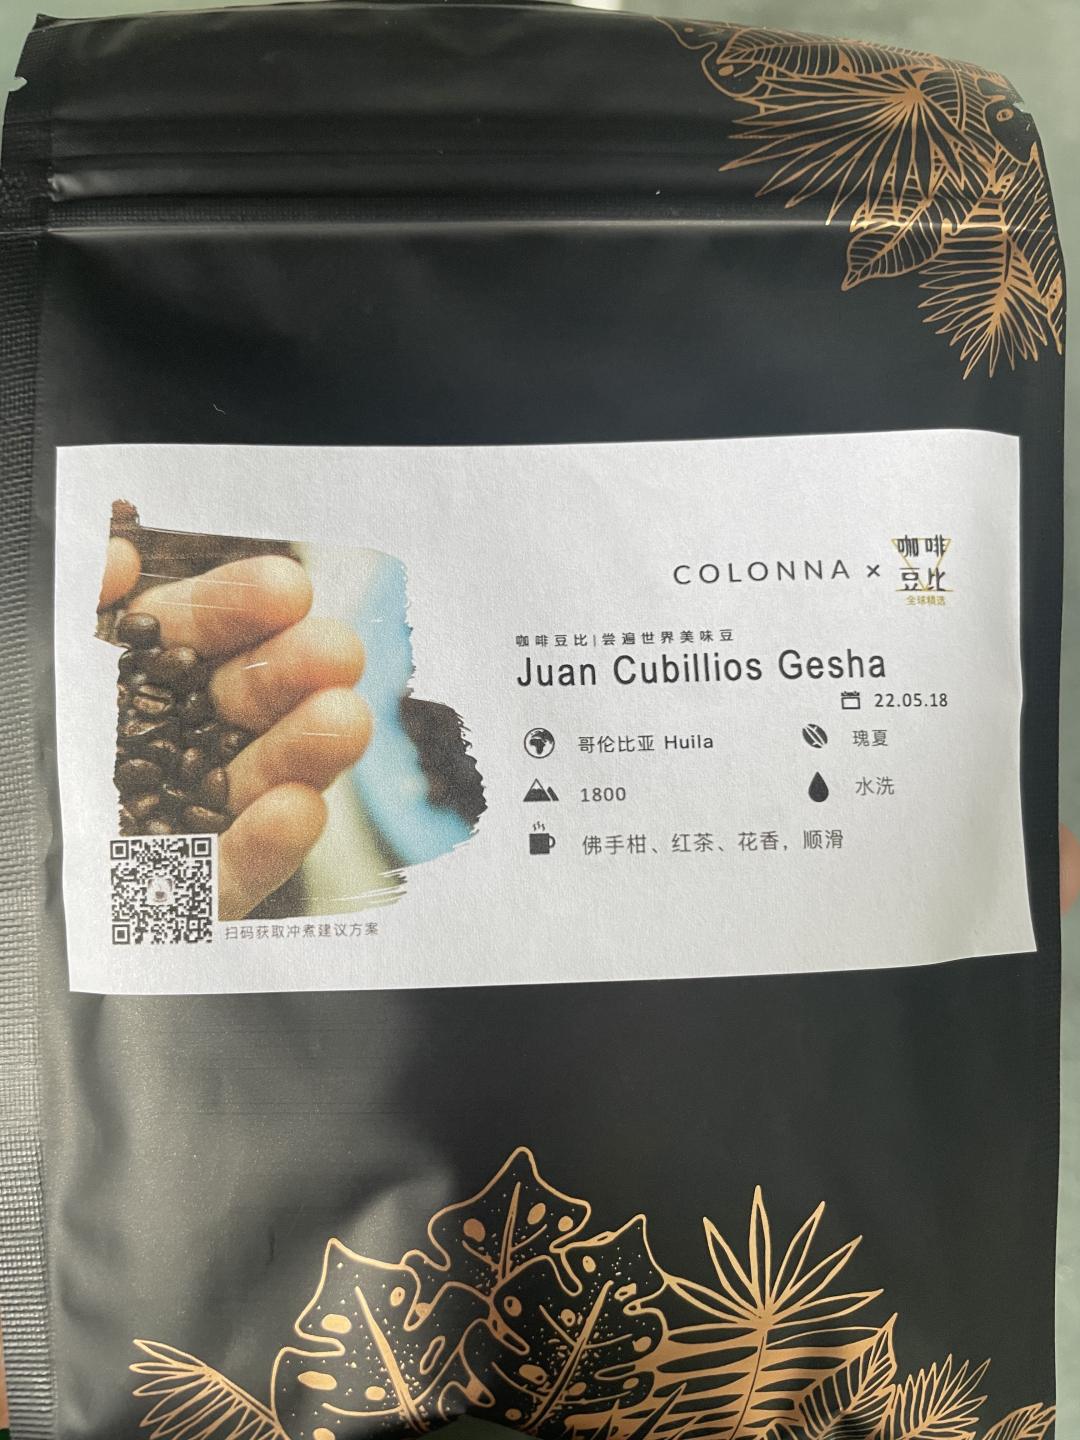 COLONNA × 咖啡豆比
全球精选
咖啡豆比|尝遍世界美味豆
Juan Cubillios Gesha
22.05.18
哥伦比亚 Huila
瑰夏
1800
水洗
佛手柑、红茶、花香，顺滑
扫码获取冲煮建议方案